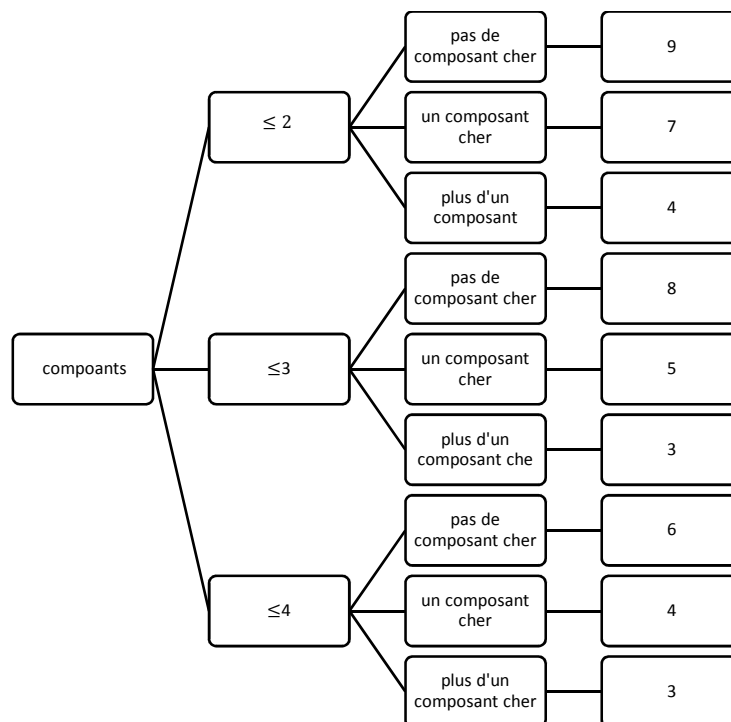 pas de
composant cher
9
≤ 2
un composant
cher
7
plus d'un
composant
4
pas de
composant cher
8
compoants
≤3
un composant
cher
5
plus d'un
composant che
3
pas de
composant cher
6
≤4
un composant
cher
4
plus d'un
composant cher
3